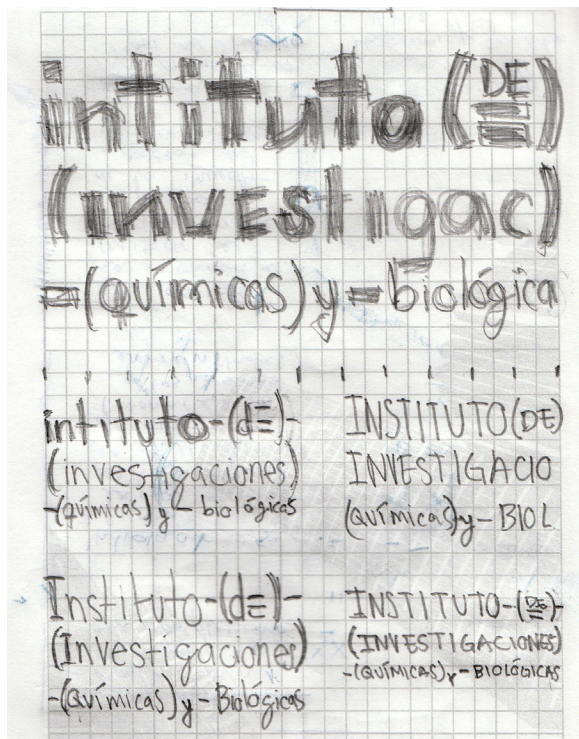 intituto (DE)
(INVESTigac)
=(químicas) y = biológica
intituto-(dE)-
(investigaciones)
-(químicas) y - biológicas
INSTITUTO (DE)
INVESTIGACIO
(químicas) y - BIOL
Instituto-(dE)-
(Investigaciones)
-(Químicas) y - Biológicas
INSTITUTO-(DE)-
(INVESTIGACIONES)
-(QUÍMICAS) y - BIOLÓGICAS